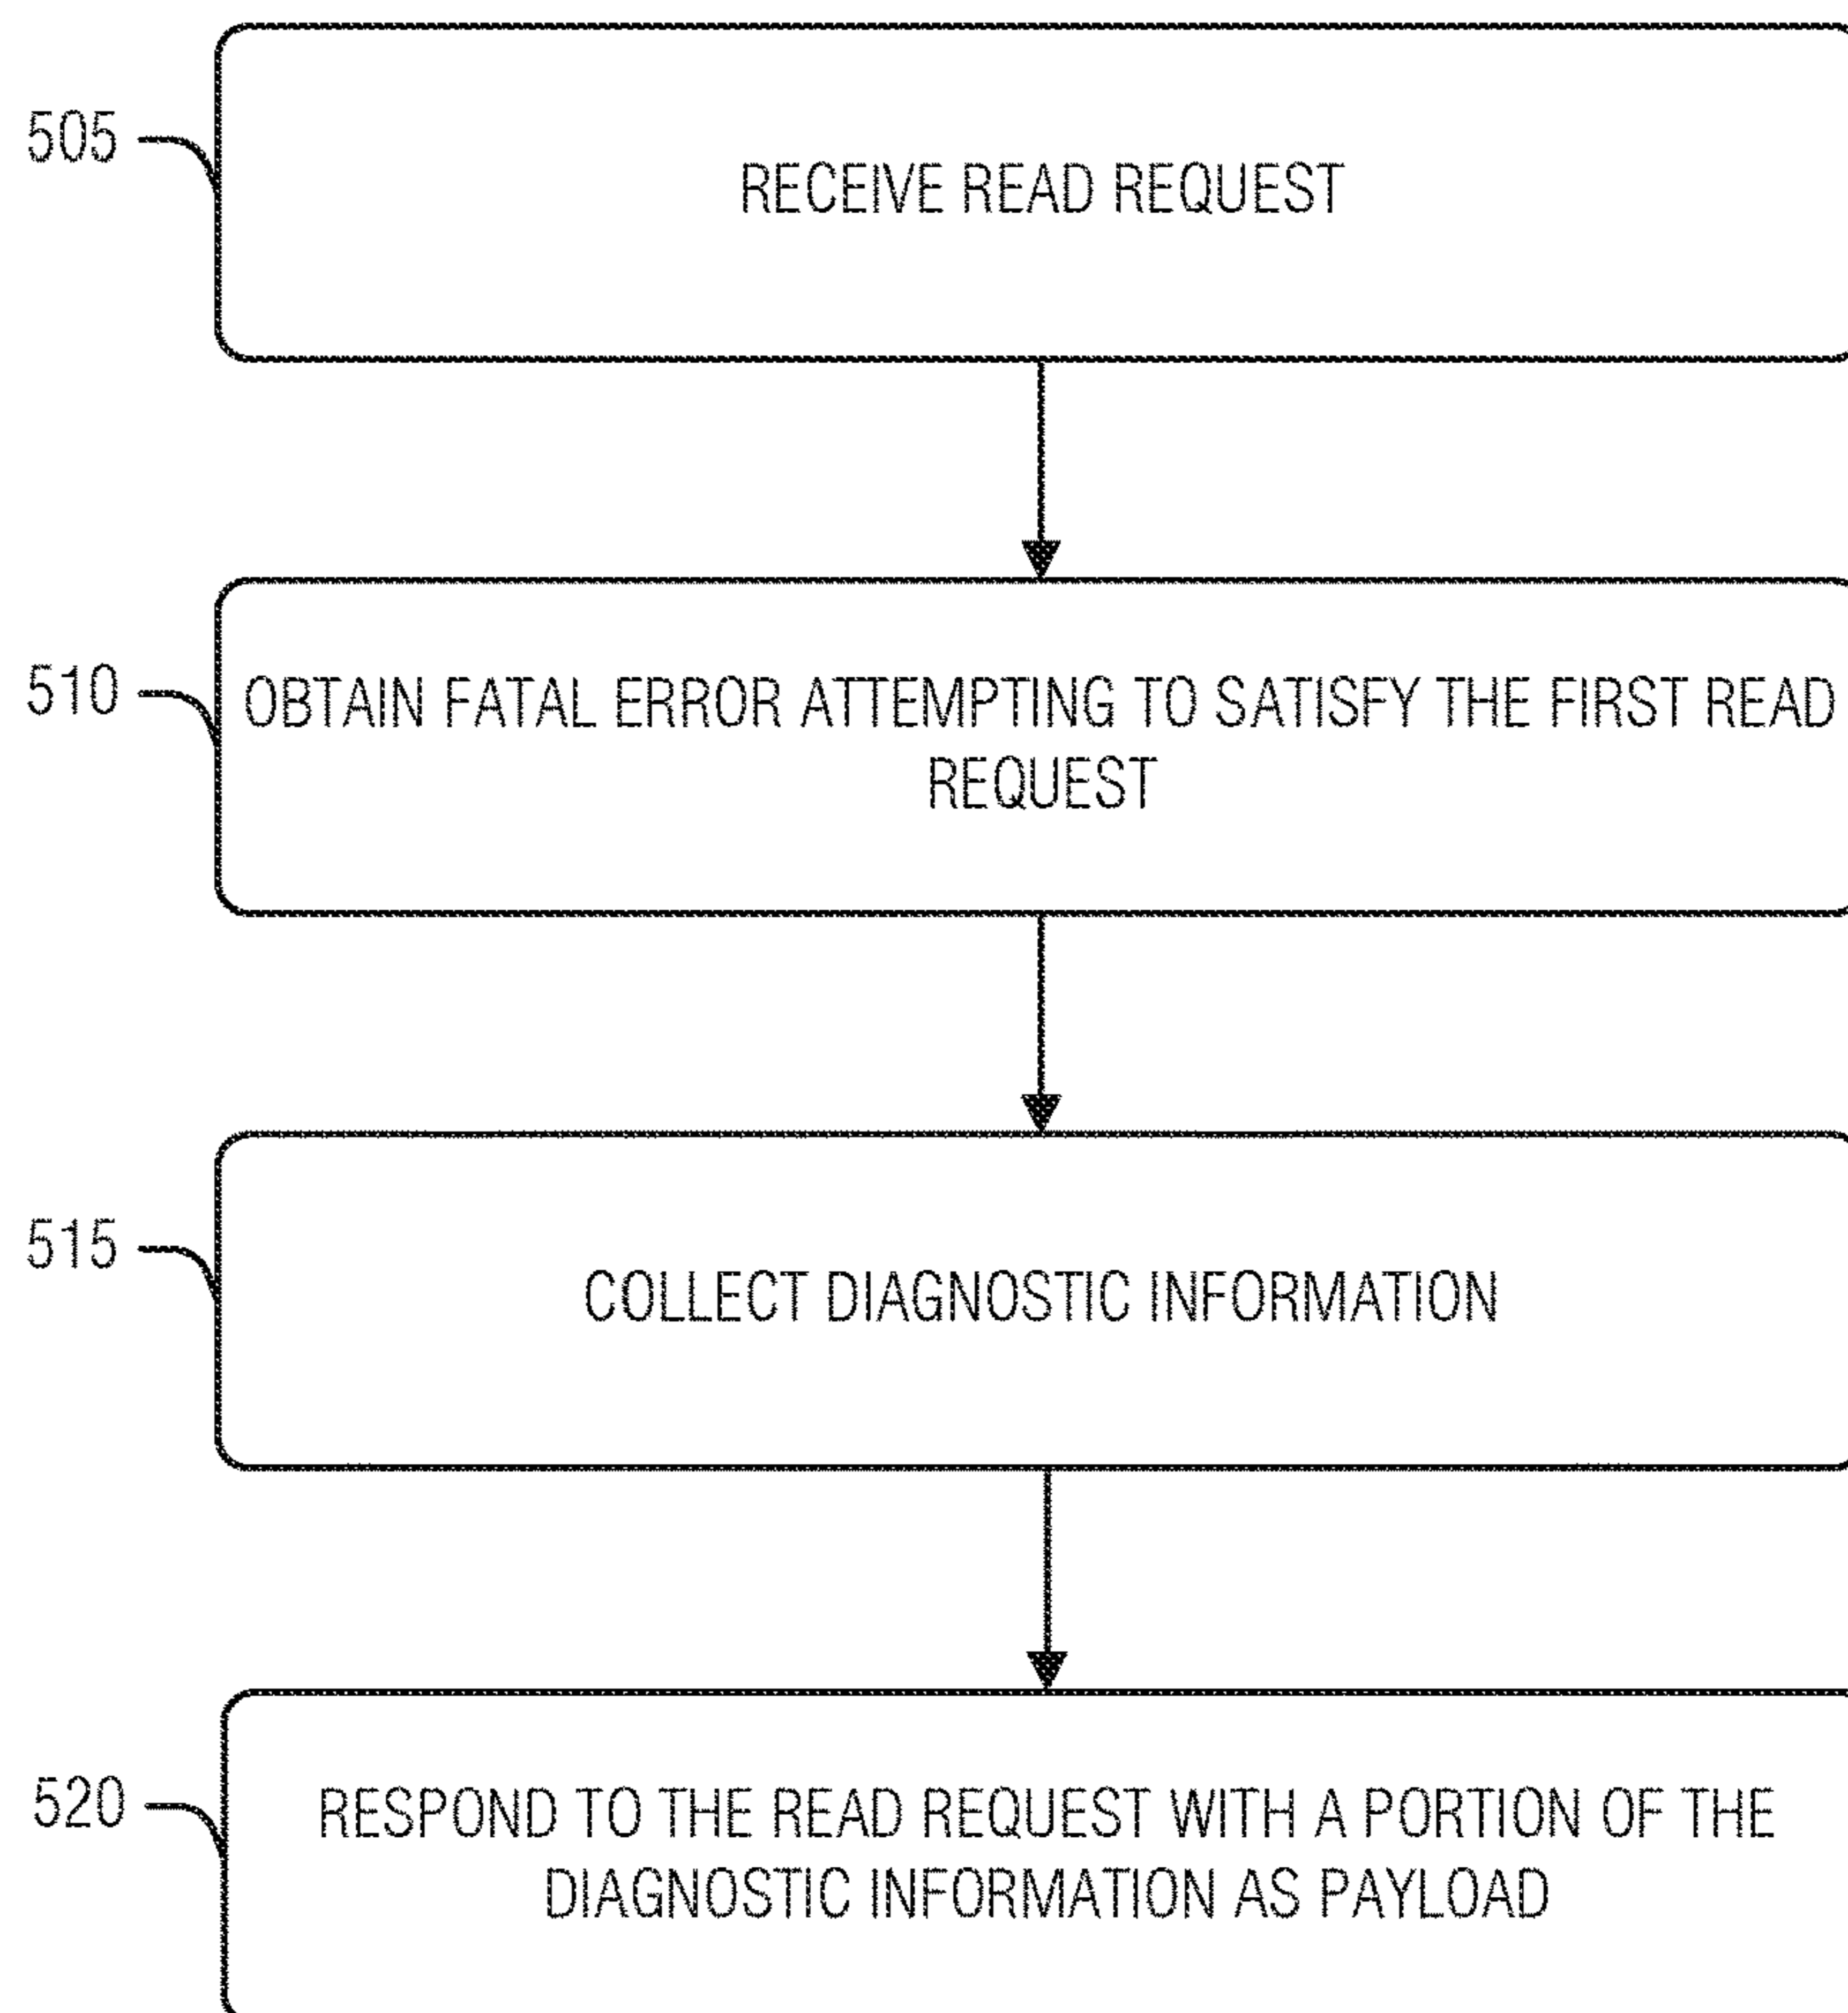 505
RECEIVE READ REQUEST
510
OBTAIN FATAL ERROR ATTEMPTING TO SATISFY THE FIRST READ
REQUEST
515
COLLECT DIAGNOSTIC INFORMATION
520
RESPOND TO THE READ REQUEST WITH A PORTION OF THE
DIAGNOSTIC INFORMATION AS PAYLOAD